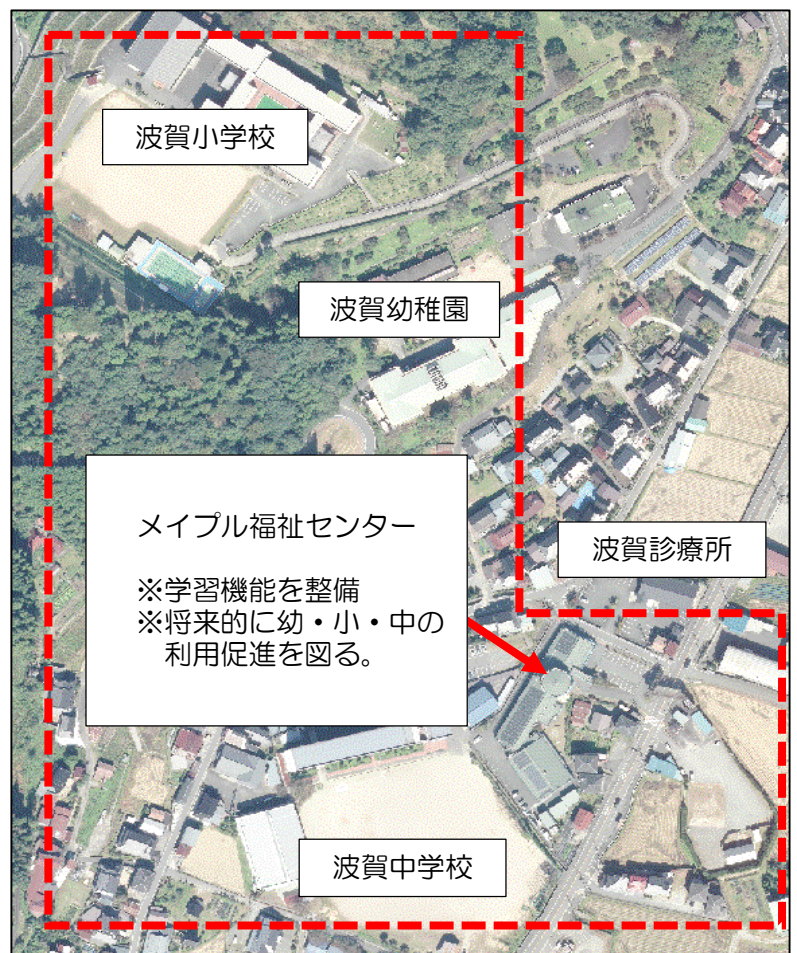 波賀小学校
波賀幼稚園
メイプル福祉センター
※学習機能を整備
※将来的に幼・小・中の
利用促進を図る。
波賀診療所
波賀中学校